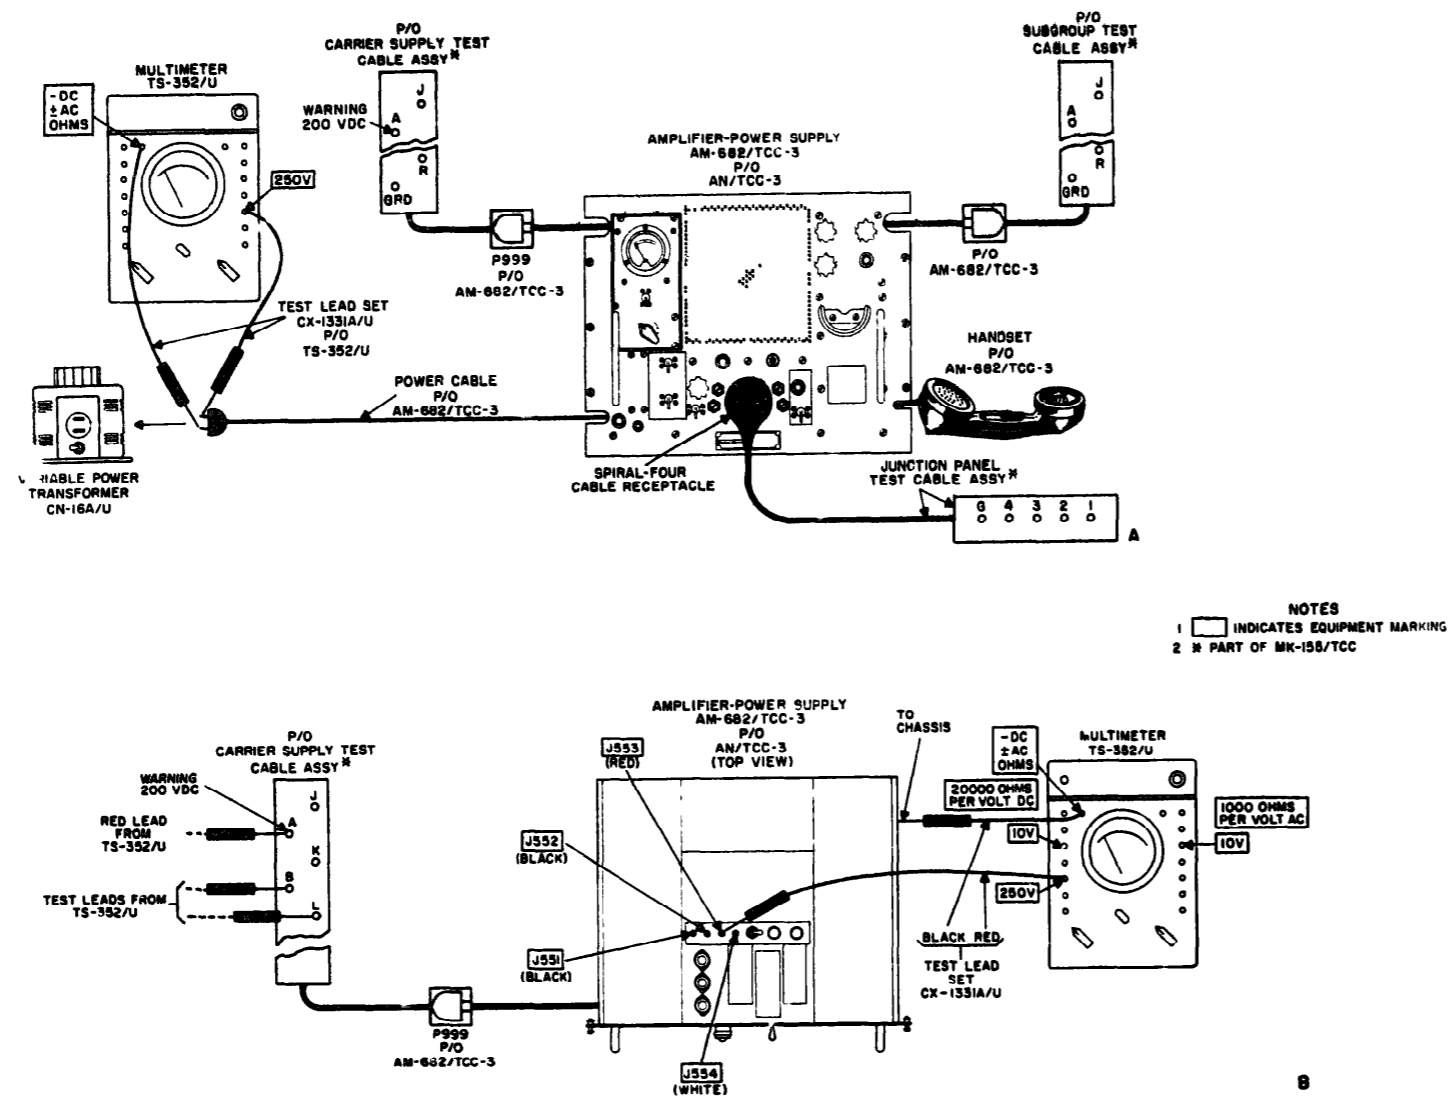 P/O
CARRIER SUPPLY TEST
CABLE ASSY*
P/O
SUBGROUP TEST
CABLE ASSY*
MULTIMETER
TS-352/U
- DC
± AC
OHMS
WARNING
200 VDC
J
A
R
GRD
J
A
R
GRD
250V
AMPLIFIER-POWER SUPPLY
AM-682/TCC-3
P/O
AN/TCC-3
P999
P/O
AM-682/TCC-3
P/O
AM-682/TCC-3
TEST LEAD SET
CX-1331A/U
P/O
TS-352/U
HANDSET
P/O
AM-682/TCC-3
POWER CABLE
P/O
AM-682/TCC-3
POWER
TRANSFORMER
CN-16A/U
SPIRAL-FOUR
CABLE RECEPTACLE
JUNCTION PANEL
TEST CABLE ASSY*
G 4 3 2 1
A
NOTES
1 INDICATES EQUIPMENT MARKING
2 * PART OF MK-155/TCC
AMPLIFIER-POWER SUPPLY
AM-682/TCC-3
P/O
AN/TCC-3
(TOP VIEW)
TO
CHASSIS
P/O
CARRIER SUPPLY TEST
CABLE ASSY*
J553
(RED)
- DC
± AC
OHMS
MULTIMETER
TS-352/U
WARNING
200 VDC
20000 OHMS
PER VOLT DC
1000 OHMS
PER VOLT AC
J
A
RED LEAD
FROM
TS-352/U
K
J552
(BLACK)
10V
10V
B
TEST LEADS FROM
TS-352/U
L
250V
J551
(BLACK)
BLACK RED
TEST LEAD
SET
CX-1331A/U
P999
P/O
AM-682/TCC-3
J554
(WHITE)
B